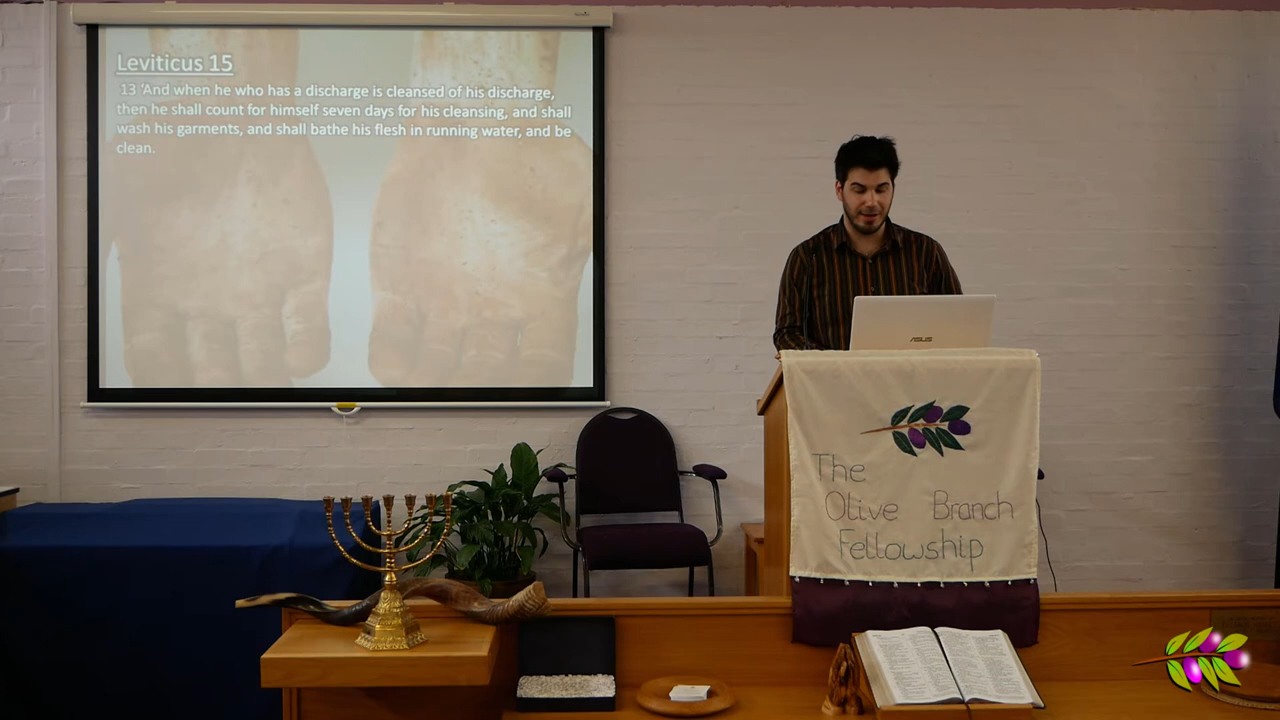 Leviticus 15
13 ‘And when he who has a discharge is cleansed of his discharge,
then he shall count for himself seven days for his cleansing, and shall
wash his garments, and shall bathe his flesh in running water, and be
clean.
ASUS
The
Olive Branch
Fellowship